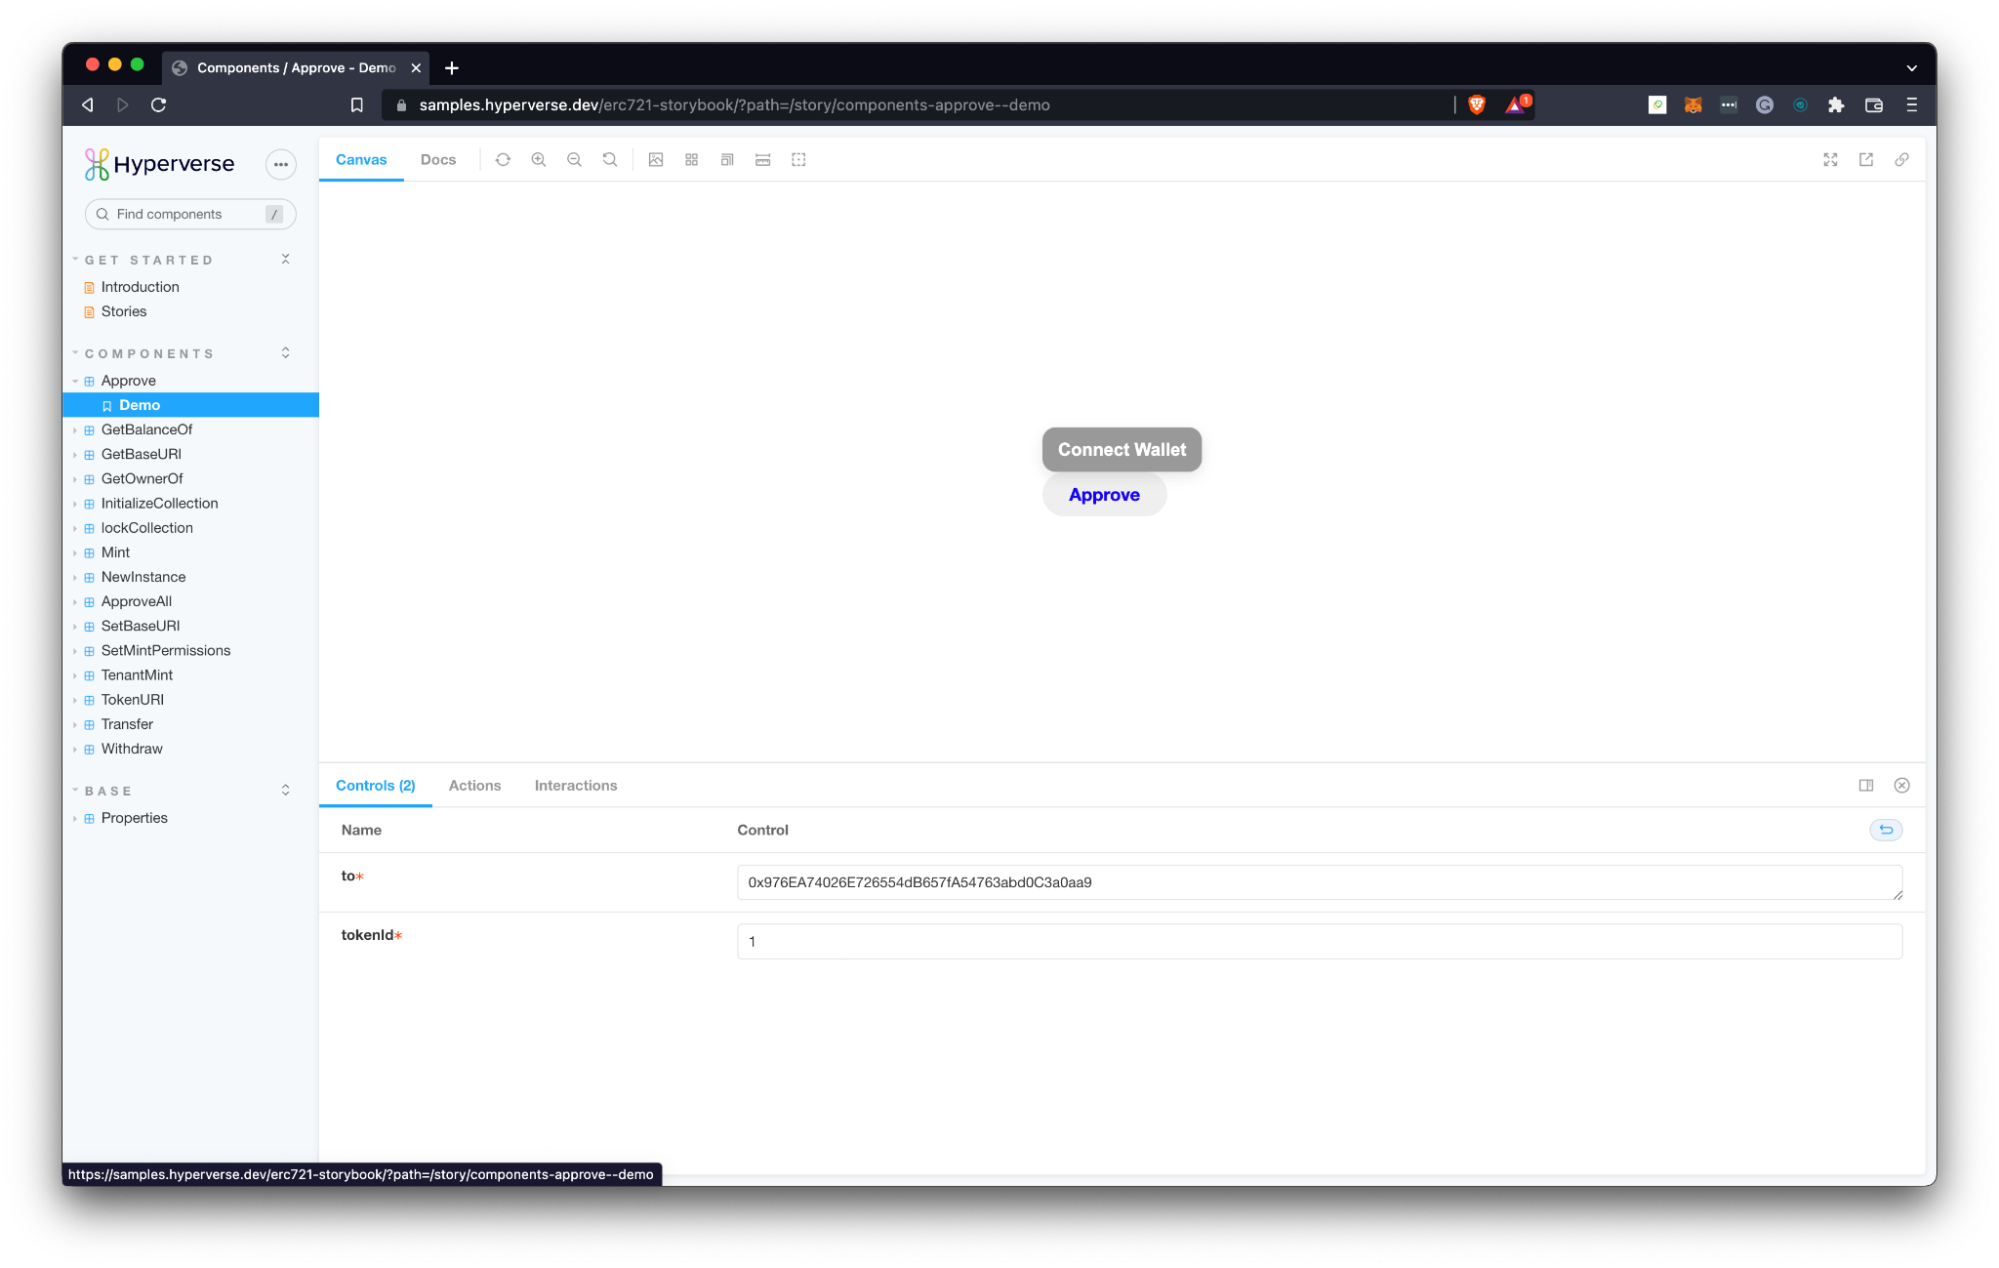 Components / Approve - Demo
samples.hyperverse.dev/erc721-storybook/?path=/story/components-approve--demo
1
Hyperverse
Find components
/
GET STARTED
Introduction
Stories
COMPONENTS
Approve
Demo
GetBalanceOf
GetBaseURI
GetOwnerOf
InitializeCollection
lockCollection
Mint
NewInstance
ApproveAll
SetBaseURI
SetMintPermissions
TenantMint
TokenURI
Transfer
Withdraw
BASE
Properties
Canvas Docs
Connect Wallet
Approve
Controls (2) Actions Interactions
Name Control
to* 0x976EA74026E726554dB657fA54763abd0C3a0aa9
tokenId* 1
https://samples.hyperverse.dev/erc721-storybook/?path=/story/components-approve--demo